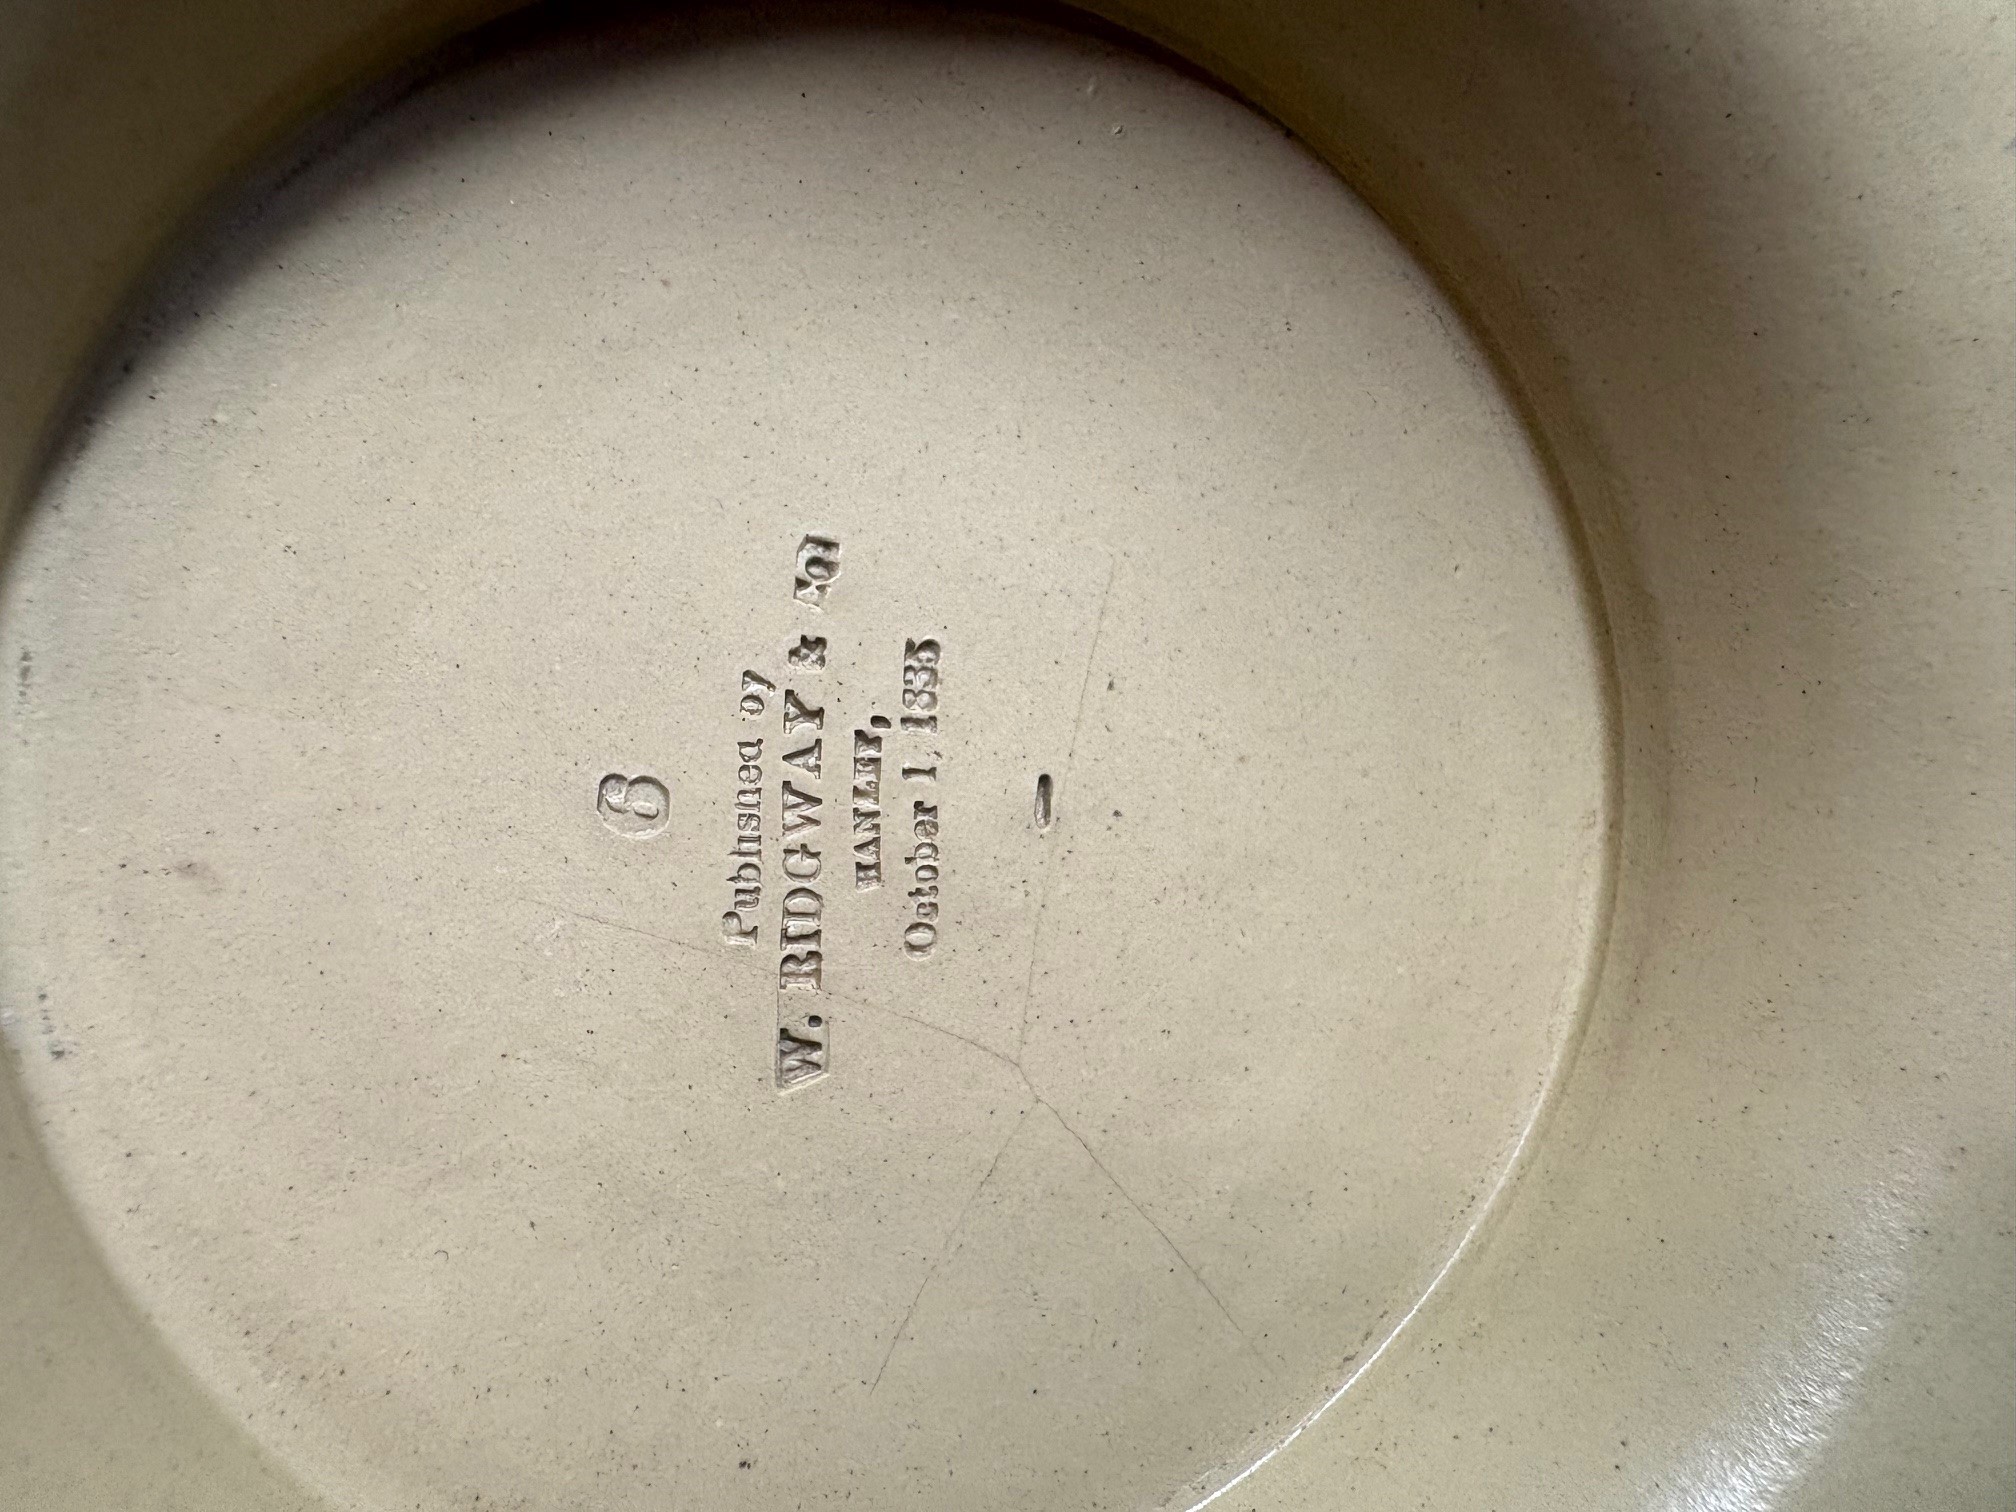 6
Published by
W. RIDGWAY & Co.
HANLEY,
October 1, 1835